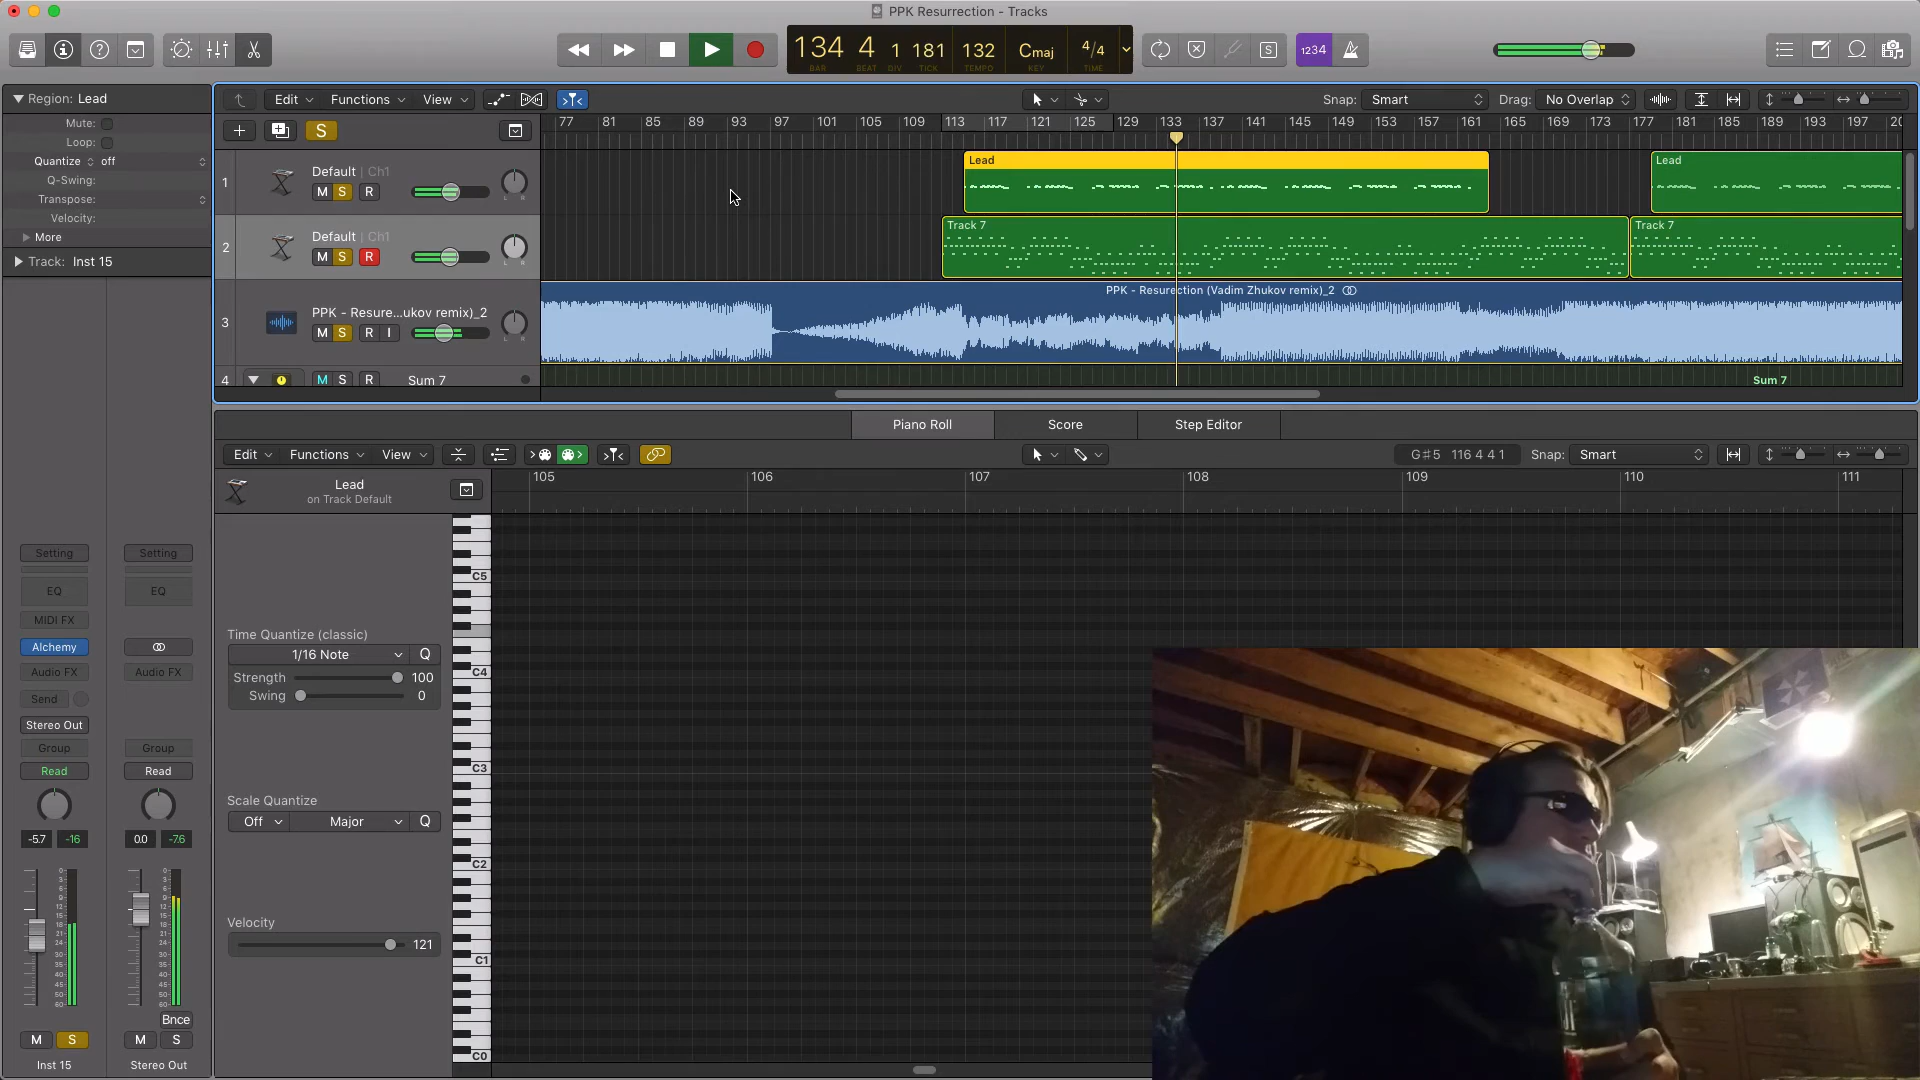 PPK Resurrection - Tracks
134 4 1 181 132 Cmaj 4/4
BAR BEAT DIV TICK TEMPO KEY TIME
S 1234
Region: Lead
Mute:
Loop:
Quantize off
Q-Swing:
Transpose:
Velocity:
More
Track: Inst 15
Edit Functions View Snap: Smart Drag: No Overlap
S
77 81 85 89 93 97 101 105 109 113 117 121 125 129 133 137 141 145 149 153 157 161 165 169 173 177 181 185 189 193 197 20
1 Default | Ch1
M S R
L R
Lead Lead
2 Default | Ch1
M S R
L R
Track 7 Track 7
3 PPK - Resure...ukov remix)_2
M S R I
L R
PPK - Resurection (Vadim Zhukov remix)_2
4 M S R Sum 7
Sum 7
Piano Roll Score Step Editor
Edit Functions View G#5 116 4 4 1 Snap: Smart
Lead
on Track Default
105 106 107 108 109 110 111
C5
C4
C3
C2
C1
C0
Time Quantize (classic)
1/16 Note Q
Strength 100
Swing 0
Scale Quantize
Off Major Q
Velocity
121
Setting Setting
EQ EQ
MIDI FX
Alchemy
Audio FX Audio FX
Send
Stereo Out
Group Group
Read Read
-5.7 -16 0.0 -7.6
Bnce
M S M S
Inst 15 Stereo Out